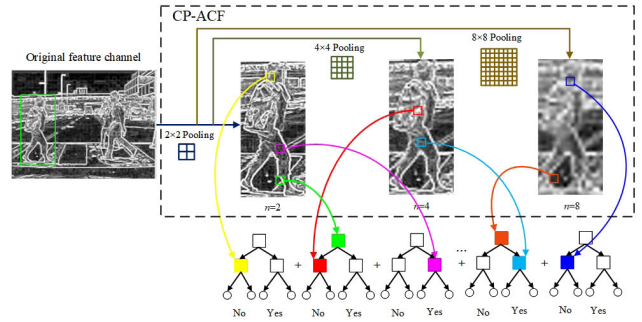 CP-ACF
Original feature channel
4×4 Pooling
8×8 Pooling
2×2 Pooling
n=2
n=4
n=8
+ + + ... +
No Yes No Yes No Yes No Yes No Yes